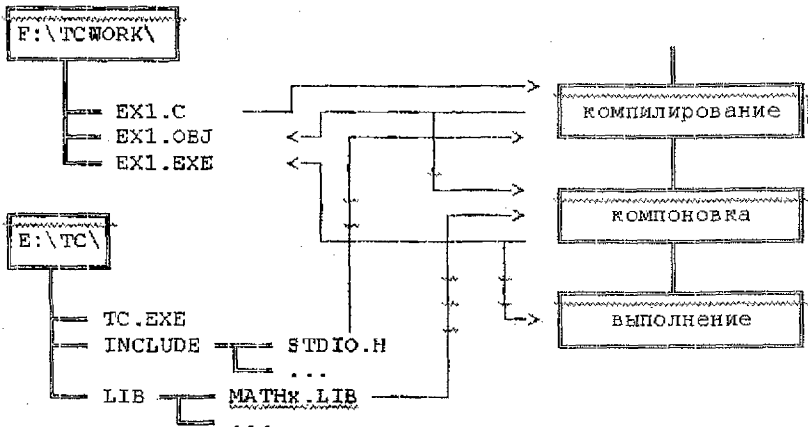 F:\TCWORK\
EX1.C
компилирование
EX1.OBJ
EX1.EXE
компоновка
E:\TC\
TC.EXE
выполнение
INCLUDE STDIO.H
...
LIB MATHx.LIB
...